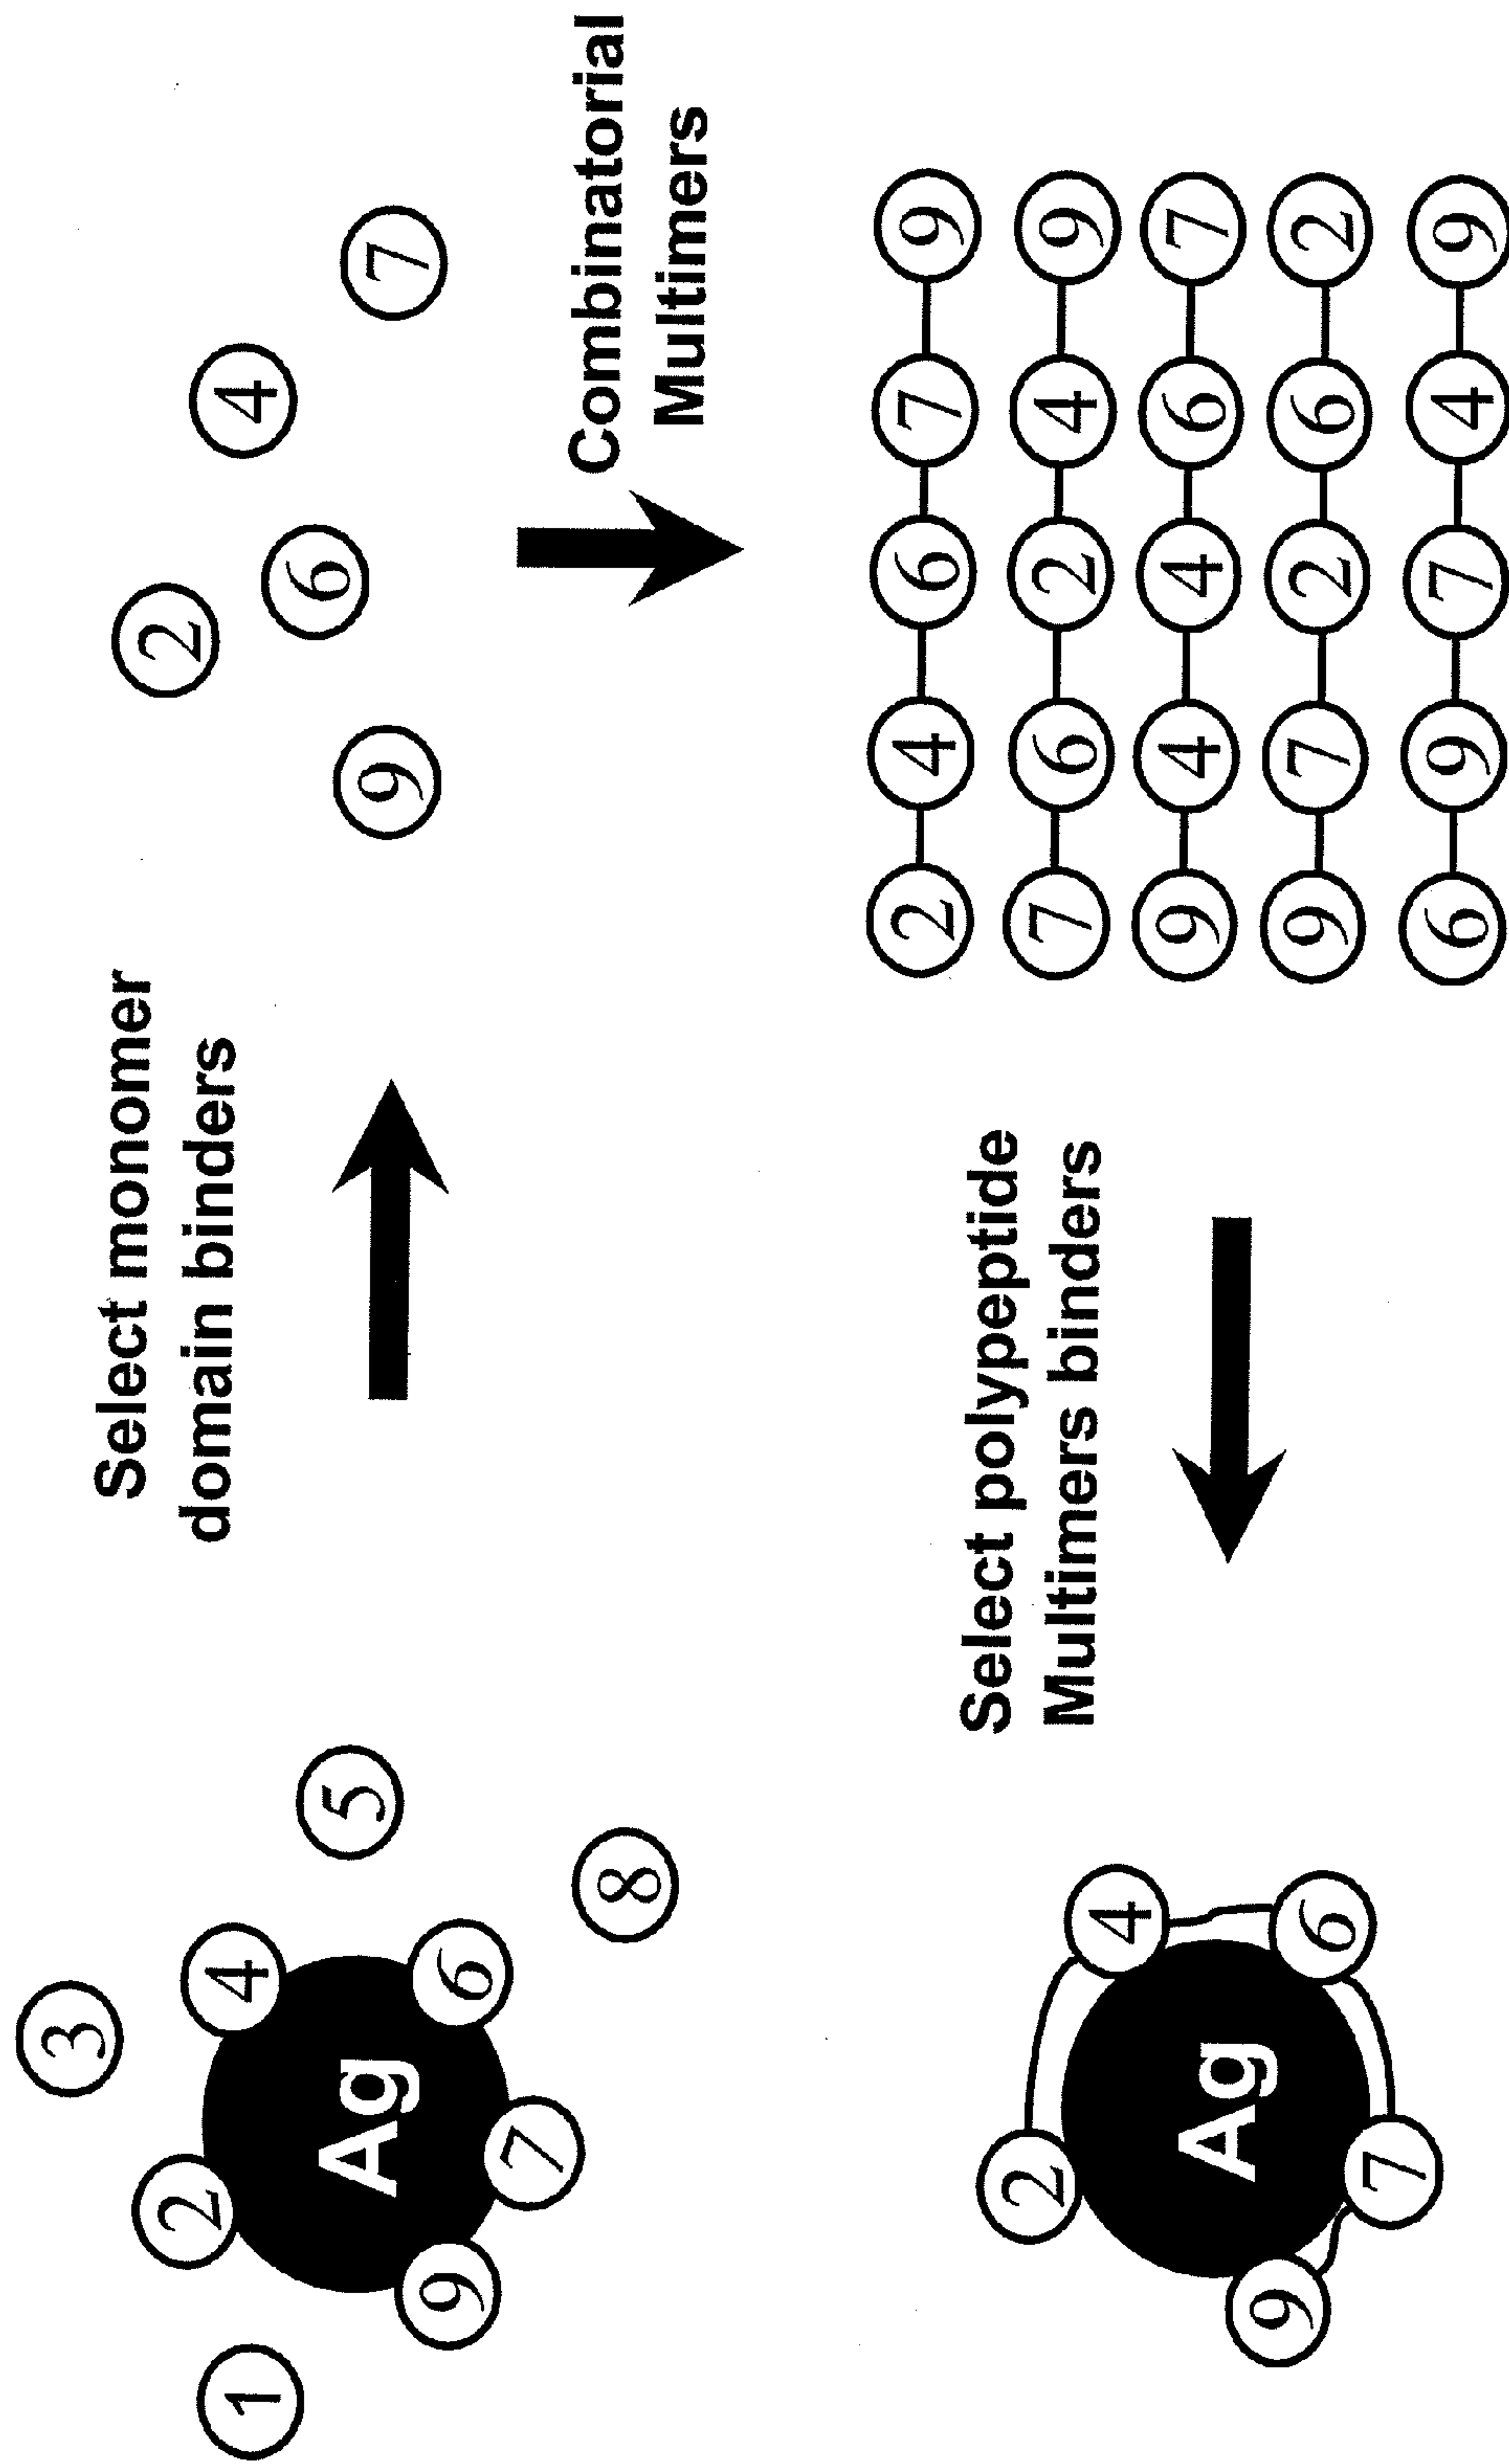 3
2
4
1
5
Ag
9
6
7
8
Select monomer
domain binders
2
4
6
9
7
Combinatorial
Multimers
2 4 6 7 9
7 6 2 4 9
9 4 4 6 7
9 7 2 6 2
6 9 7 4 9
Select polypeptide
Multimers binders
2
4
Ag
9
6
7